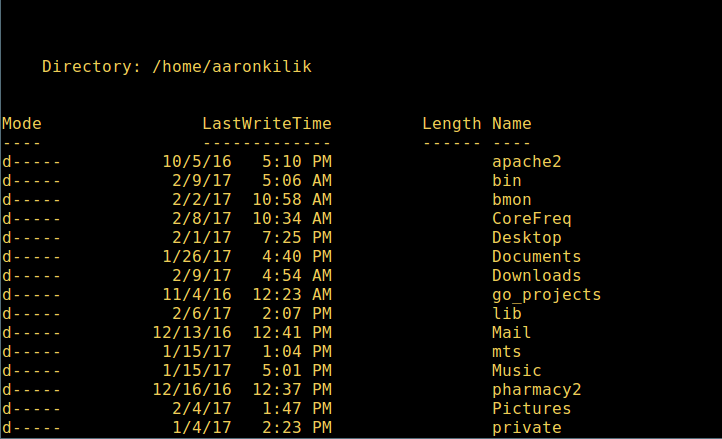 Directory: /home/aaronkilik
Mode                LastWriteTime         Length Name
----                -------------         ------ ----
d-----          10/5/16   5:10 PM                apache2
d-----           2/9/17   5:06 AM                bin
d-----           2/2/17  10:58 AM                bmon
d-----           2/8/17  10:34 AM                CoreFreq
d-----           2/1/17   7:25 PM                Desktop
d-----          1/26/17   4:40 PM                Documents
d-----           2/9/17   4:54 AM                Downloads
d-----          11/4/16  12:23 AM                go_projects
d-----           2/6/17   2:07 PM                lib
d-----         12/13/16  12:41 PM                Mail
d-----          1/15/17   1:04 PM                mts
d-----          1/15/17   5:01 PM                Music
d-----         12/16/16  12:37 PM                pharmacy2
d-----           2/4/17   1:47 PM                Pictures
d-----           1/4/17   2:23 PM                private